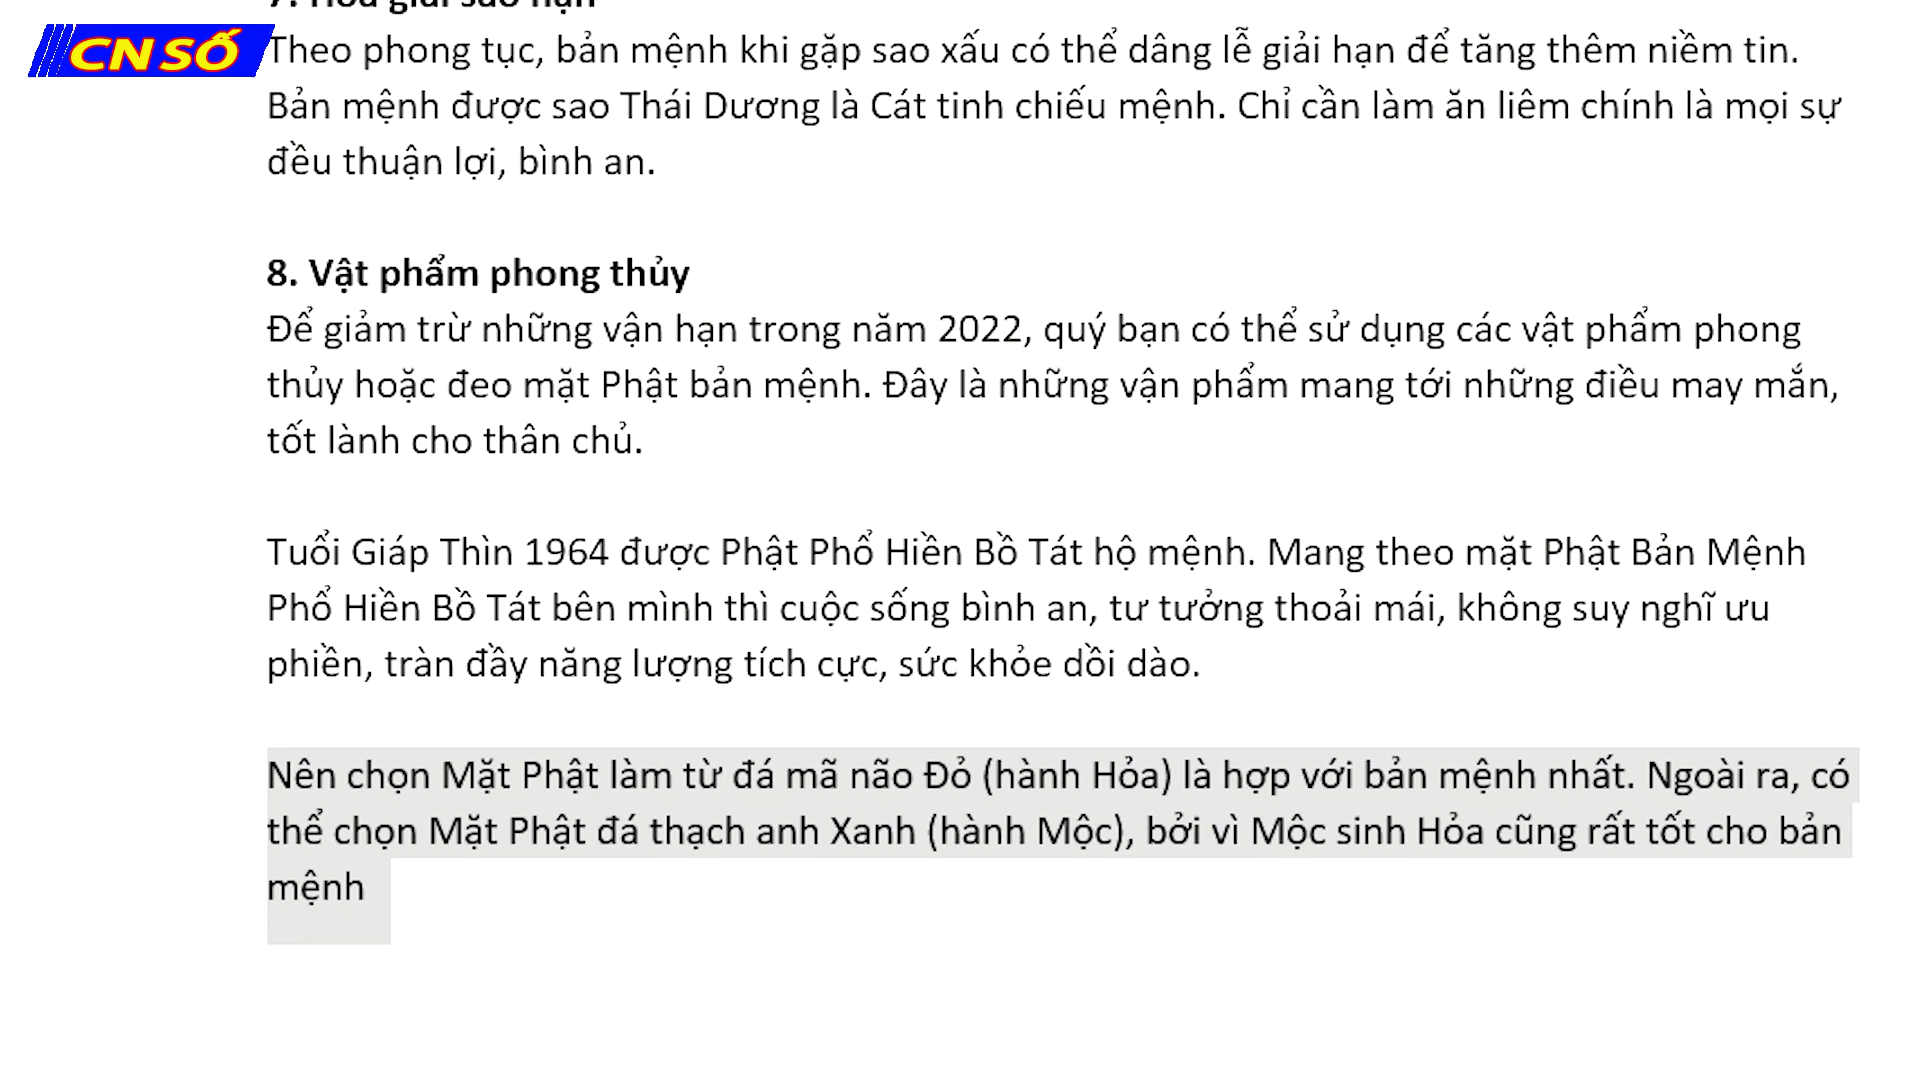 7. Hóa giải sao hạn
CN SỐ
Theo phong tục, bản mệnh khi gặp sao xấu có thể dâng lễ giải hạn để tăng thêm niềm tin.
Bản mệnh được sao Thái Dương là Cát tinh chiếu mệnh. Chỉ cần làm ăn liêm chính là mọi sự
đều thuận lợi, bình an.
8. Vật phẩm phong thủy
Để giảm trừ những vận hạn trong năm 2022, quý bạn có thể sử dụng các vật phẩm phong
thủy hoặc đeo mặt Phật bản mệnh. Đây là những vận phẩm mang tới những điều may mắn,
tốt lành cho thân chủ.
Tuổi Giáp Thìn 1964 được Phật Phổ Hiền Bồ Tát hộ mệnh. Mang theo mặt Phật Bản Mệnh
Phổ Hiền Bồ Tát bên mình thì cuộc sống bình an, tư tưởng thoải mái, không suy nghĩ ưu
phiền, tràn đầy năng lượng tích cực, sức khỏe dồi dào.
Nên chọn Mặt Phật làm từ đá mã não Đỏ (hành Hỏa) là hợp với bản mệnh nhất. Ngoài ra, có
thể chọn Mặt Phật đá thạch anh Xanh (hành Mộc), bởi vì Mộc sinh Hỏa cũng rất tốt cho bản
mệnh